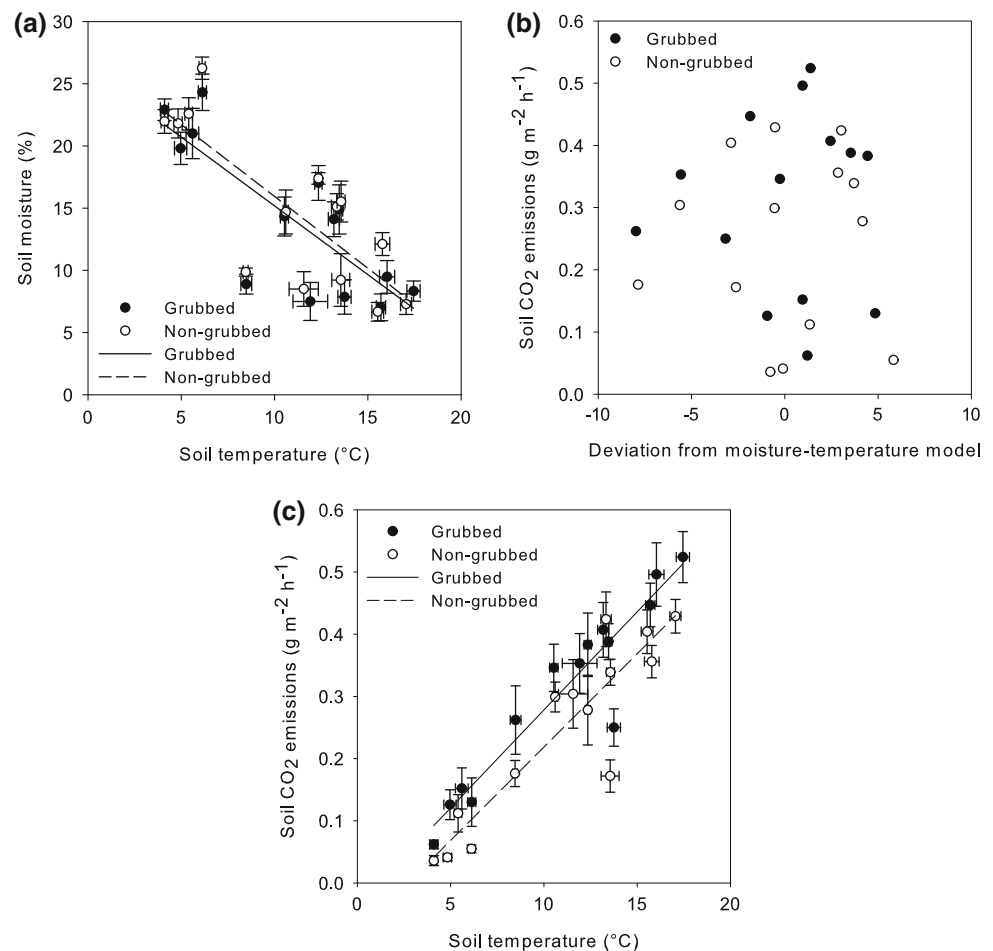 (a)
30
25
20
15
10
5
0
Soil moisture (%)
Grubbed
Non-grubbed
Grubbed
Non-grubbed
0 5 10 15 20
Soil temperature (°C)
(b)
0.6
0.5
0.4
0.3
0.2
0.1
0.0
Soil CO₂ emissions (g m⁻² h⁻¹)
Grubbed
Non-grubbed
-10 -5 0 5 10
Deviation from moisture-temperature model
(c)
0.6
0.5
0.4
0.3
0.2
0.1
0.0
Soil CO₂ emissions (g m⁻² h⁻¹)
Grubbed
Non-grubbed
Grubbed
Non-grubbed
0 5 10 15 20
Soil temperature (°C)